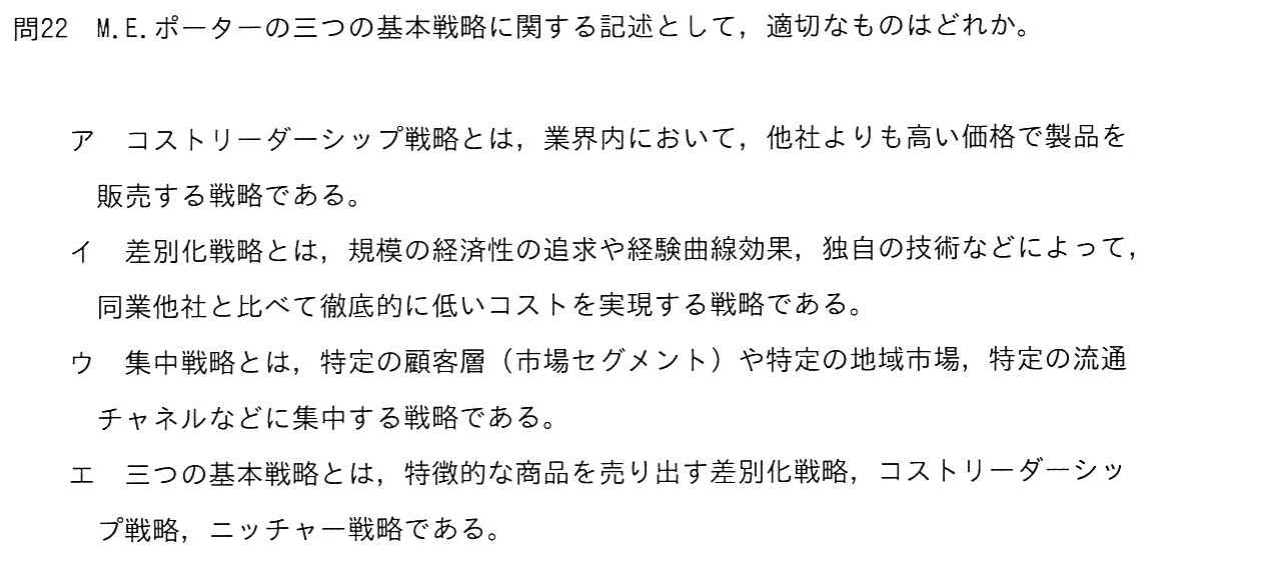 問22　M.E.ポーターの三つの基本戦略に関する記述として，適切なものはどれか。
ア　コストリーダーシップ戦略とは，業界内において，他社よりも高い価格で製品を
販売する戦略である。
イ　差別化戦略とは，規模の経済性の追求や経験曲線効果，独自の技術などによって，
同業他社と比べて徹底的に低いコストを実現する戦略である。
ウ　集中戦略とは，特定の顧客層（市場セグメント）や特定の地域市場，特定の流通
チャネルなどに集中する戦略である。
エ　三つの基本戦略とは，特徴的な商品を売り出す差別化戦略，コストリーダーシッ
プ戦略，ニッチャー戦略である。